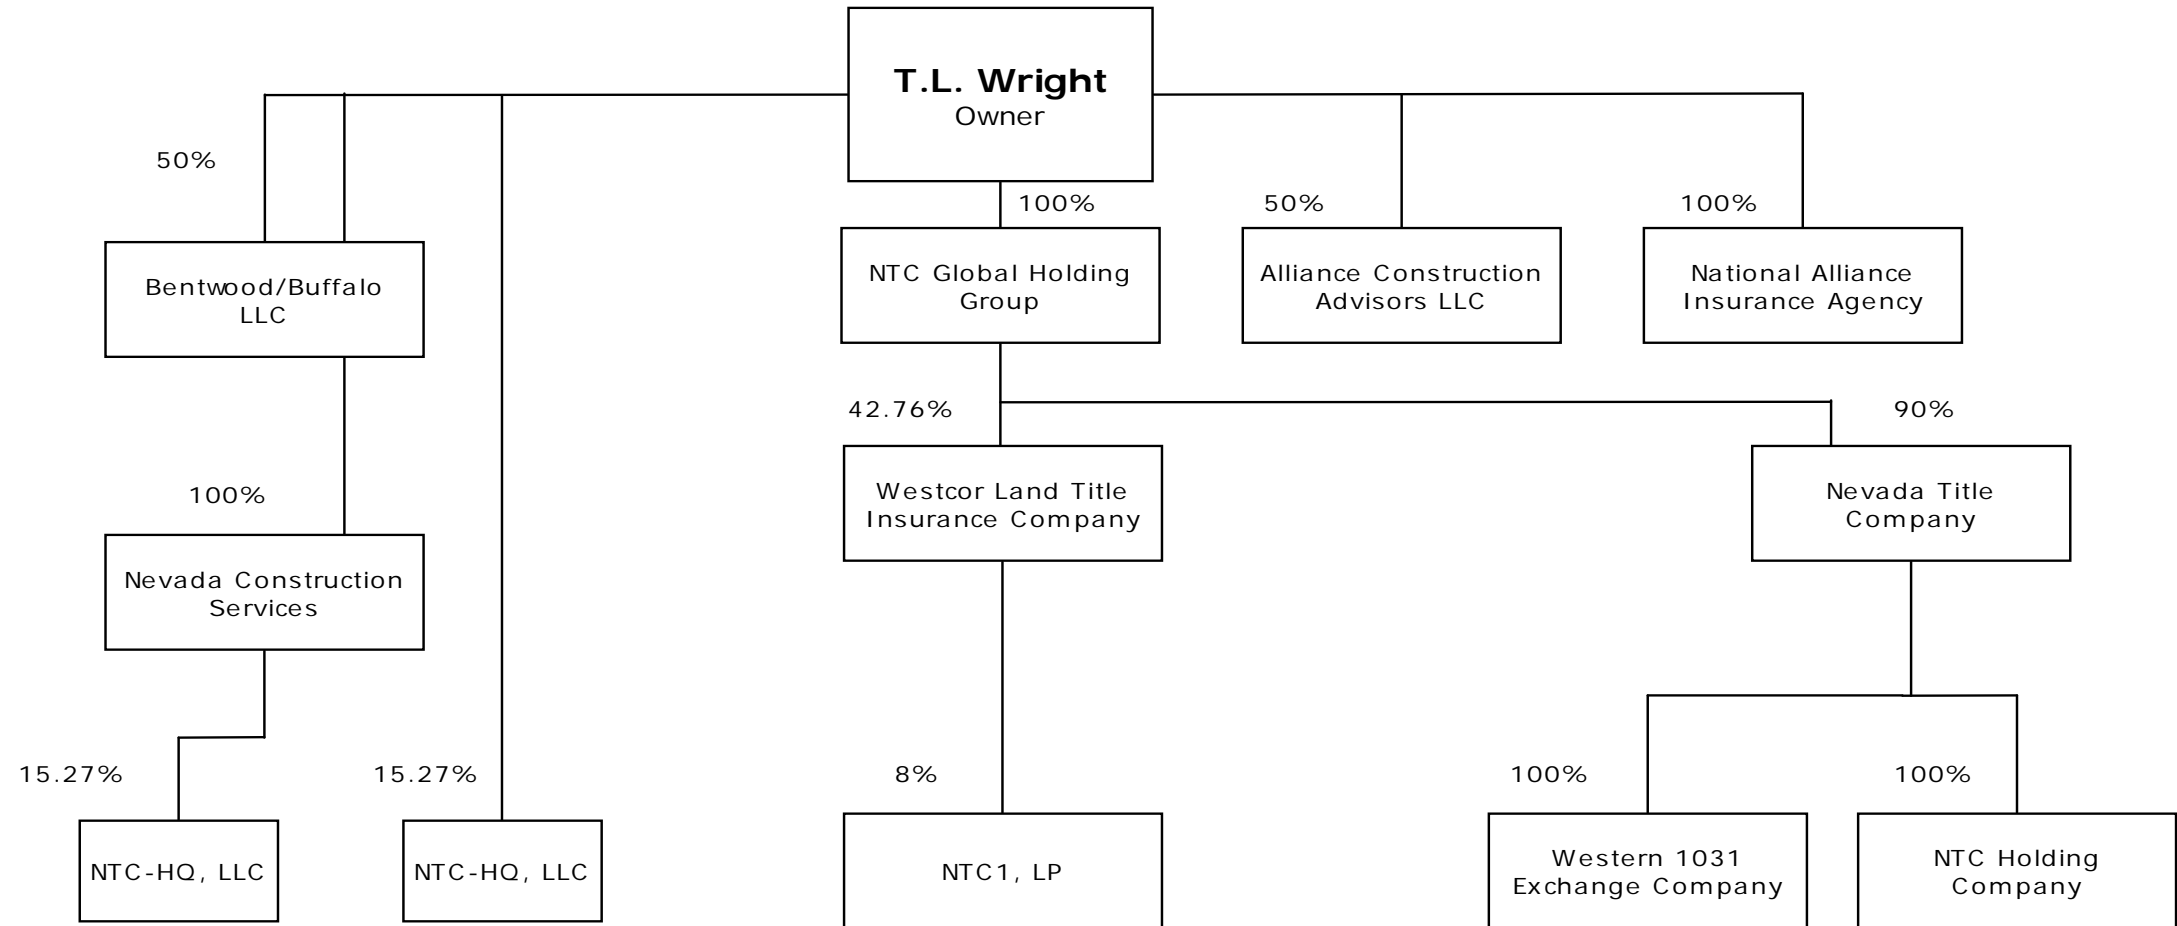 T.L. Wright
Owner
50%
100%
50%
100%
Bentwood/Buffalo
LLC
NTC Global Holding
Group
Alliance Construction
Advisors LLC
National Alliance
Insurance Agency
42.76%
90%
100%
Westcor Land Title
Insurance Company
Nevada Title
Company
Nevada Construction
Services
15.27%
15.27%
8%
100%
100%
NTC-HQ, LLC
NTC-HQ, LLC
NTC1, LP
Western 1031
Exchange Company
NTC Holding
Company